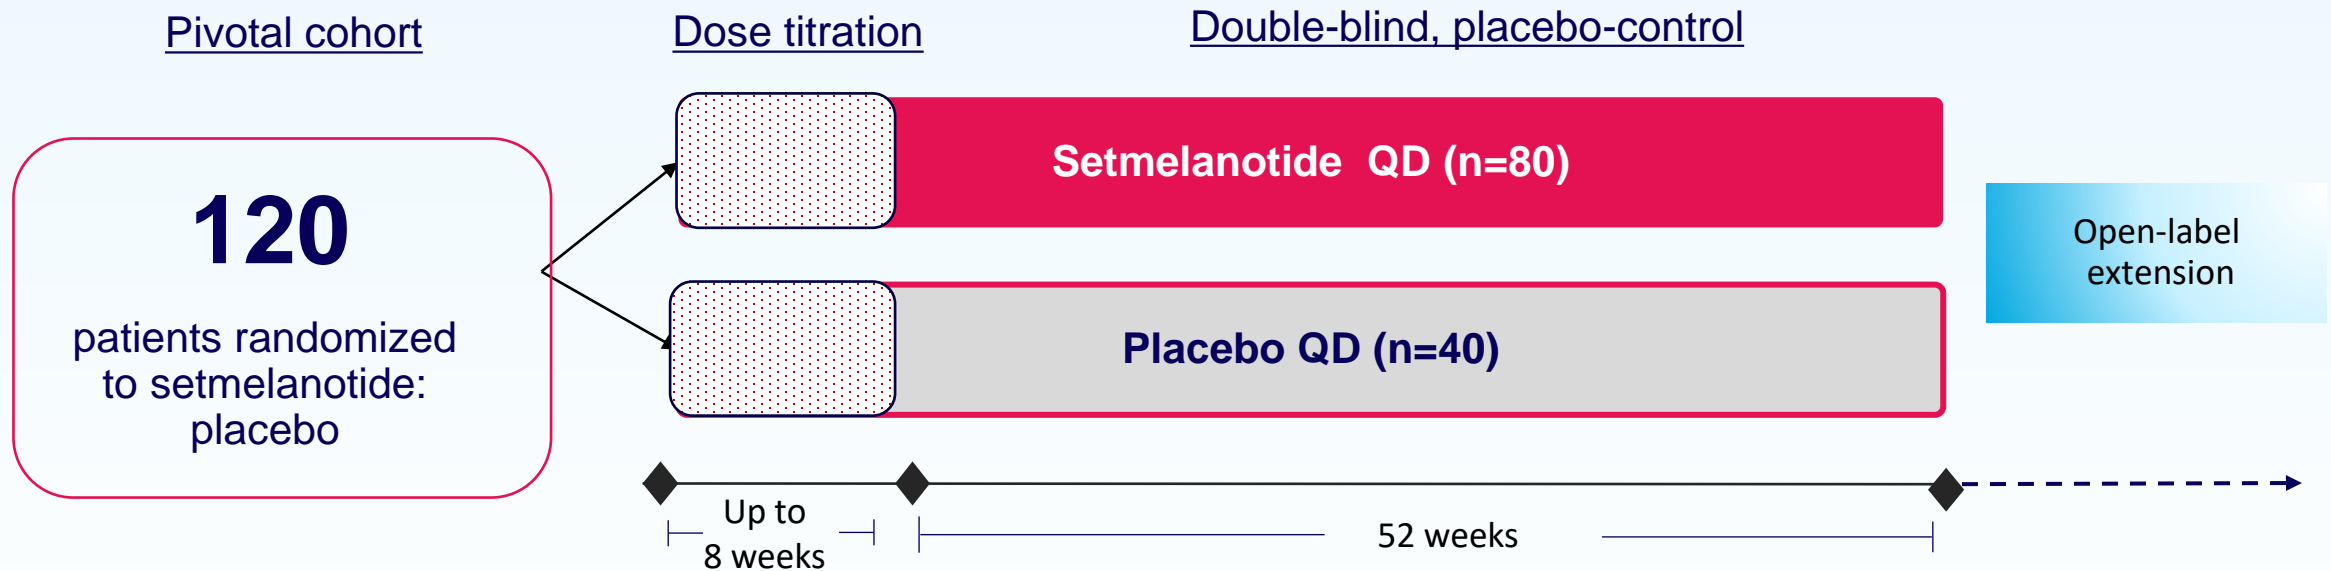 Pivotal cohort
Dose titration
Double-blind, placebo-control
120
patients randomized
to setmelanotide:
placebo
Setmelanotide QD (n=80)
Placebo QD (n=40)
Open-label
extension
Up to
8 weeks
52 weeks